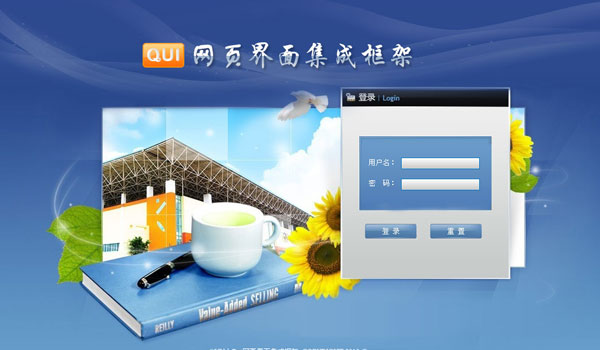 QUI 网页界面集成框架
登录 | Login
用户名：
密 码：
登 录
重 置
Value-Added SELLING
REILLY